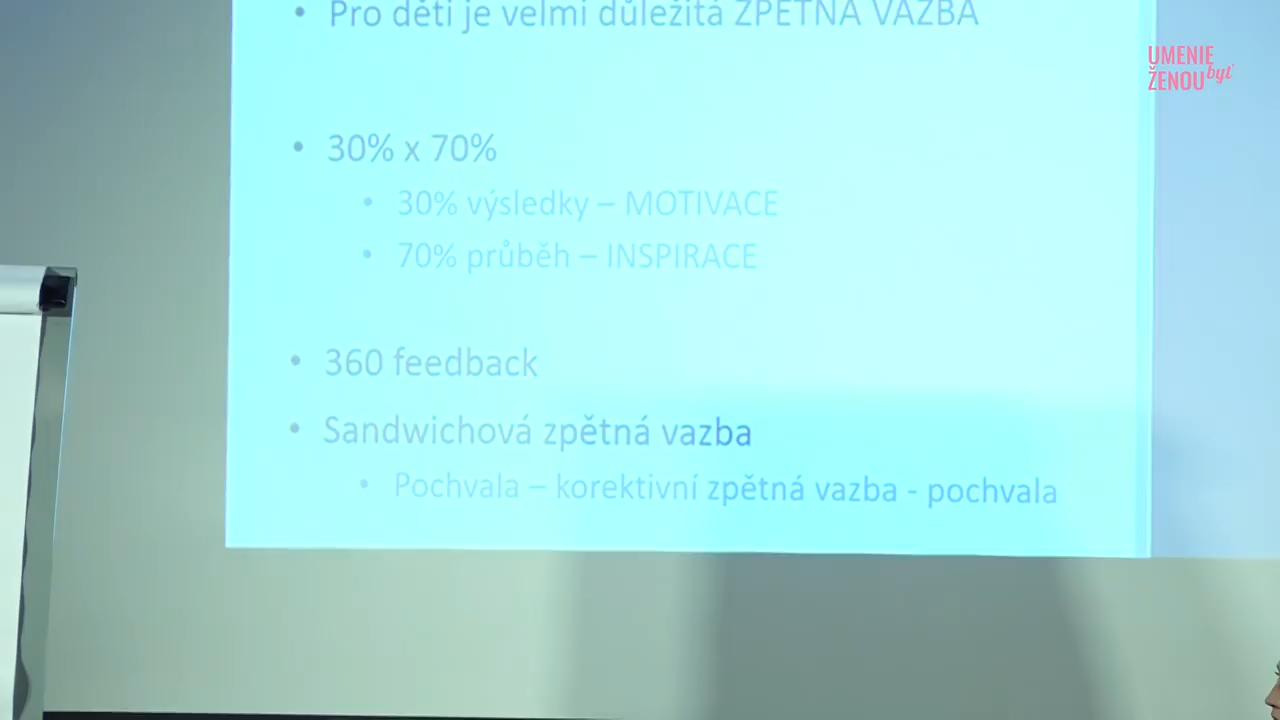 • Pro děti je velmi důležitá ZPĚTNÁ VAZBA
UMENIE
byť
ŽENOU
• 30% x 70%
• 30% výsledky – MOTIVACE
• 70% průběh – INSPIRACE
• 360 feedback
• Sandwichová zpětná vazba
• Pochvala – korektivní zpětná vazba - pochvala